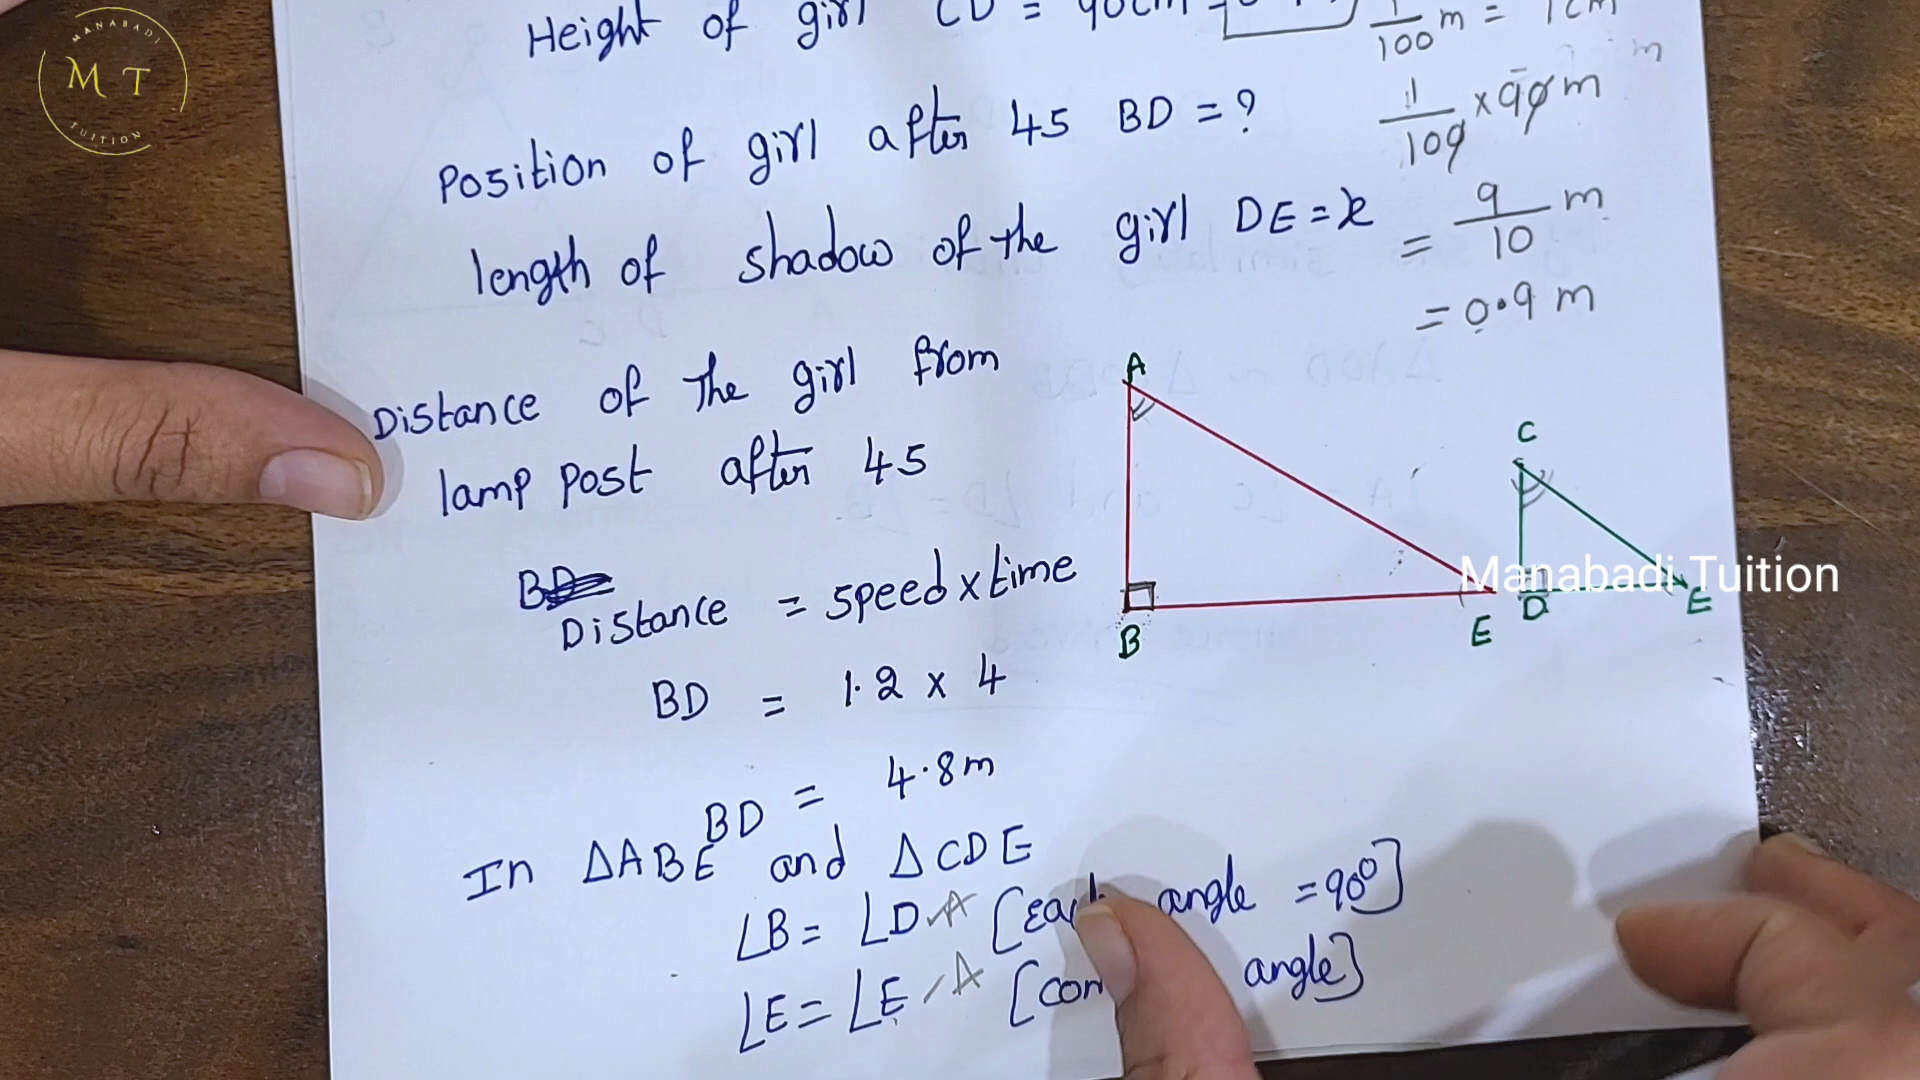 MANABADI
M T
TUITION
Height of girl CD = 90cm =
1/100 m = 1cm
m
Position of girl after 4s BD = ?
1/100 × 90 m
length of shadow of the girl DE = x
= 9/10 m
= 0.9 m
Distance of the girl from
lamp post after 4s
Distance = speed × time
BD = 1.2 × 4
BD = 4.8m
In ΔABE and ΔCDE
∠B = ∠D A [each angle = 90°]
∠E = ∠E A [com angle]
A
B
E
C
D
E
Manabadi Tuition